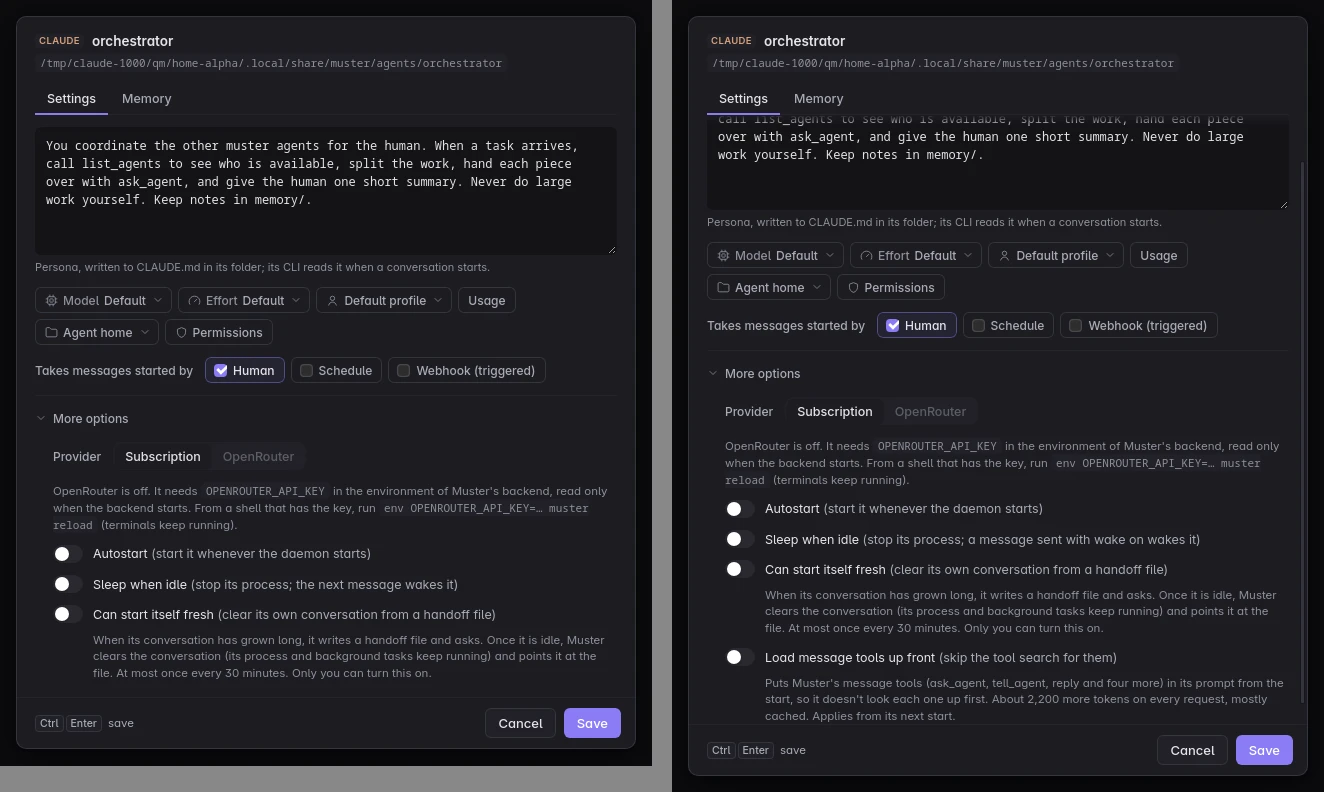 CLAUDE orchestrator
/tmp/claude-1000/qm/home-alpha/.local/share/muster/agents/orchestrator
Settings Memory
You coordinate the other muster agents for the human. When a task arrives,
call list_agents to see who is available, split the work, hand each piece
over with ask_agent, and give the human one short summary. Never do large
work yourself. Keep notes in memory/.
Persona, written to CLAUDE.md in its folder; its CLI reads it when a conversation starts.
Model Default Effort Default Default profile Usage
Agent home Permissions
Takes messages started by Human Schedule Webhook (triggered)
More options
Provider Subscription OpenRouter
OpenRouter is off. It needs OPENROUTER_API_KEY in the environment of Muster's backend, read only
when the backend starts. From a shell that has the key, run env OPENROUTER_API_KEY=… muster
reload (terminals keep running).
Autostart (start it whenever the daemon starts)
Sleep when idle (stop its process; the next message wakes it)
Can start itself fresh (clear its own conversation from a handoff file)
When its conversation has grown long, it writes a handoff file and asks. Once it is idle, Muster
clears the conversation (its process and background tasks keep running) and points it at the
file. At most once every 30 minutes. Only you can turn this on.
Ctrl Enter save Cancel Save
CLAUDE orchestrator
/tmp/claude-1000/qm/home-alpha/.local/share/muster/agents/orchestrator
Settings Memory
call list_agents to see who is available, split the work, hand each piece
over with ask_agent, and give the human one short summary. Never do large
work yourself. Keep notes in memory/.
Persona, written to CLAUDE.md in its folder; its CLI reads it when a conversation starts.
Model Default Effort Default Default profile Usage
Agent home Permissions
Takes messages started by Human Schedule Webhook (triggered)
More options
Provider Subscription OpenRouter
OpenRouter is off. It needs OPENROUTER_API_KEY in the environment of Muster's backend, read only
when the backend starts. From a shell that has the key, run env OPENROUTER_API_KEY=… muster
reload (terminals keep running).
Autostart (start it whenever the daemon starts)
Sleep when idle (stop its process; a message sent with wake on wakes it)
Can start itself fresh (clear its own conversation from a handoff file)
When its conversation has grown long, it writes a handoff file and asks. Once it is idle, Muster
clears the conversation (its process and background tasks keep running) and points it at the
file. At most once every 30 minutes. Only you can turn this on.
Load message tools up front (skip the tool search for them)
Puts Muster's message tools (ask_agent, tell_agent, reply and four more) in its prompt from the
start, so it doesn't look each one up first. About 2,200 more tokens on every request, mostly
cached. Applies from its next start.
Ctrl Enter save Cancel Save